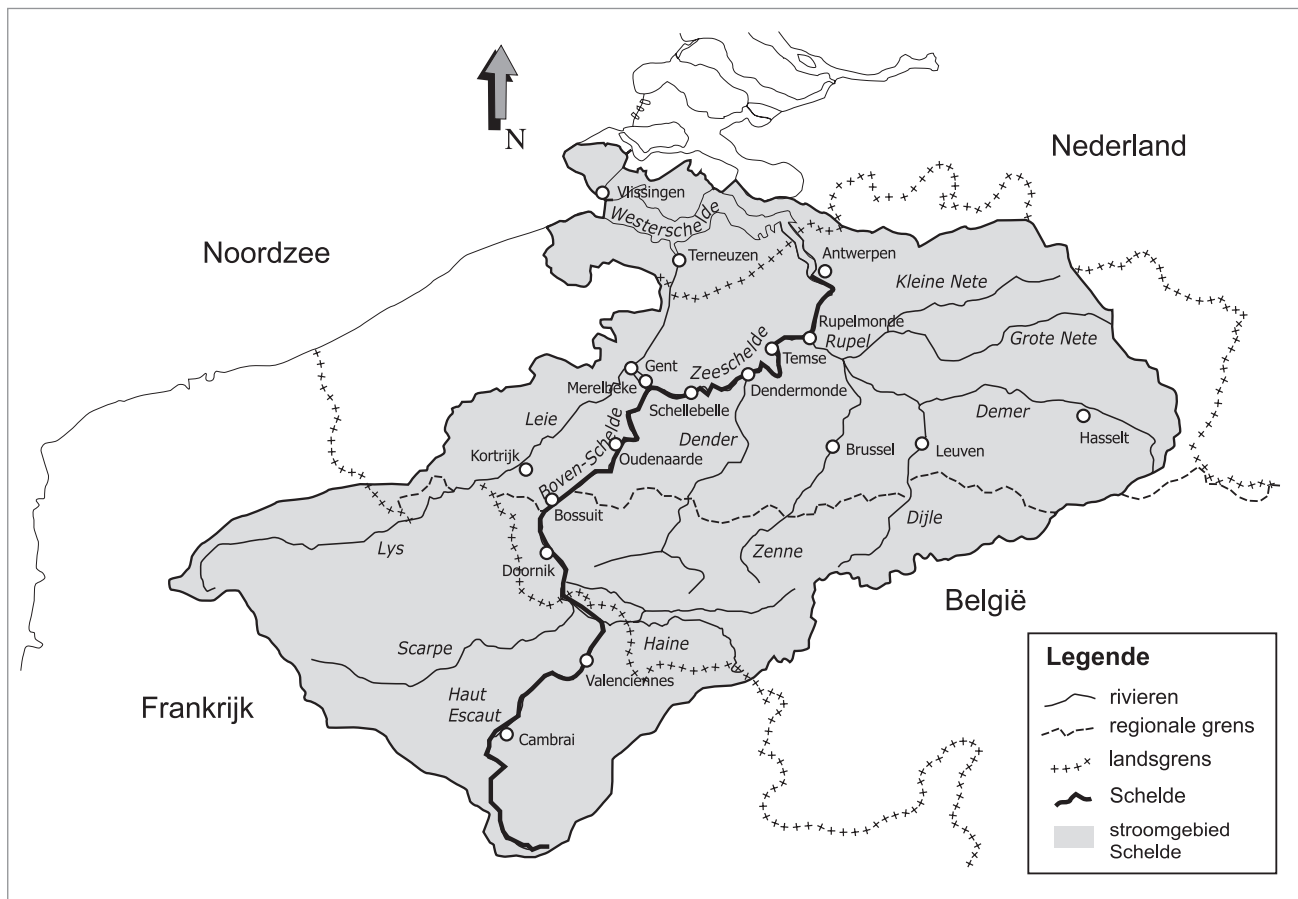 N
Nederland
Noordzee
Vlissingen
Westerschelde
Terneuzen
Antwerpen
Kleine Nete
Rupelmonde
Rupel
Grote Nete
Zeeschelde
Temse
Gent
Merelbeke
Dendermonde
Schellebelle
Demer
Leie
Dender
Hasselt
Kortrijk
Boven-Schelde
Oudenaarde
Brussel
Leuven
Bossuit
Dijle
Lys
Zenne
Doornik
België
Scarpe
Haine
Valenciennes
Haut
Escaut
Frankrijk
Cambrai
Legende
rivieren
regionale grens
landsgrens
Schelde
stroomgebied
Schelde